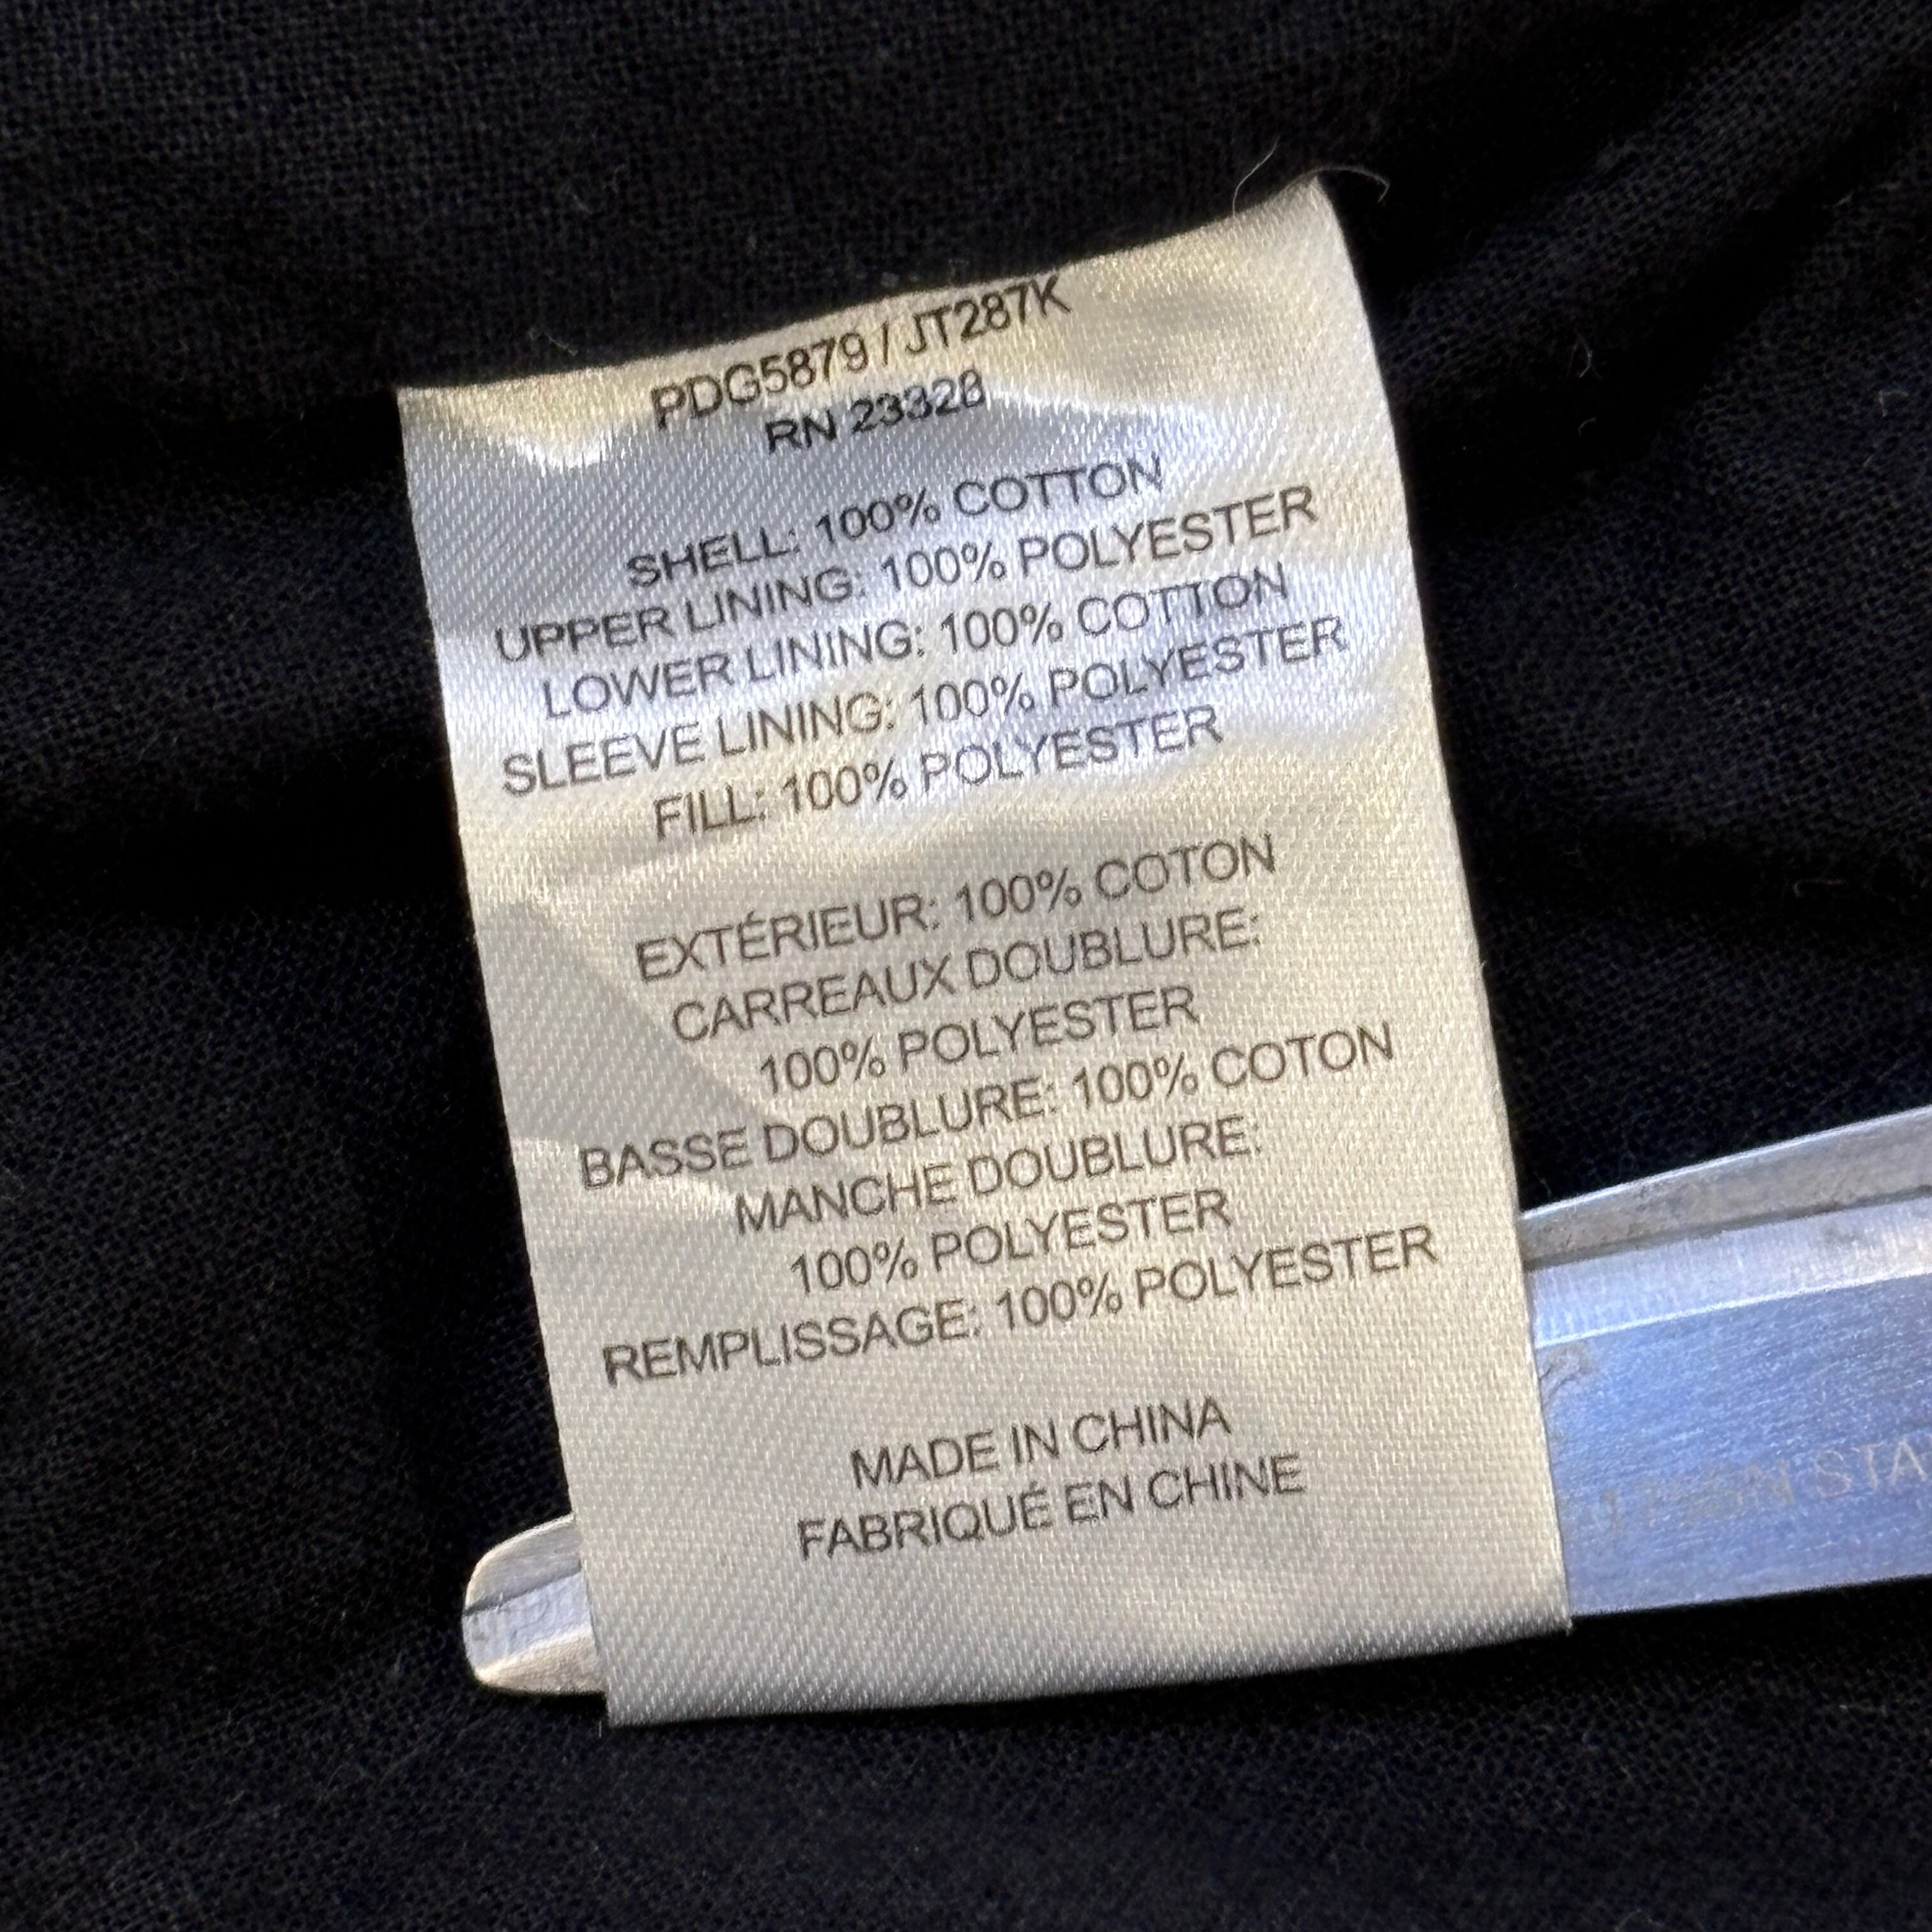 PDG5879 / JT287K
RN 23328
SHELL: 100% COTTON
UPPER LINING: 100% POLYESTER
LOWER LINING: 100% COTTON
SLEEVE LINING: 100% POLYESTER
FILL: 100% POLYESTER
EXTÉRIEUR: 100% COTON
CARREAUX DOUBLURE:
100% POLYESTER
BASSE DOUBLURE: 100% COTON
MANCHE DOUBLURE:
100% POLYESTER
REMPLISSAGE: 100% POLYESTER
MADE IN CHINA
FABRIQUÉ EN CHINE